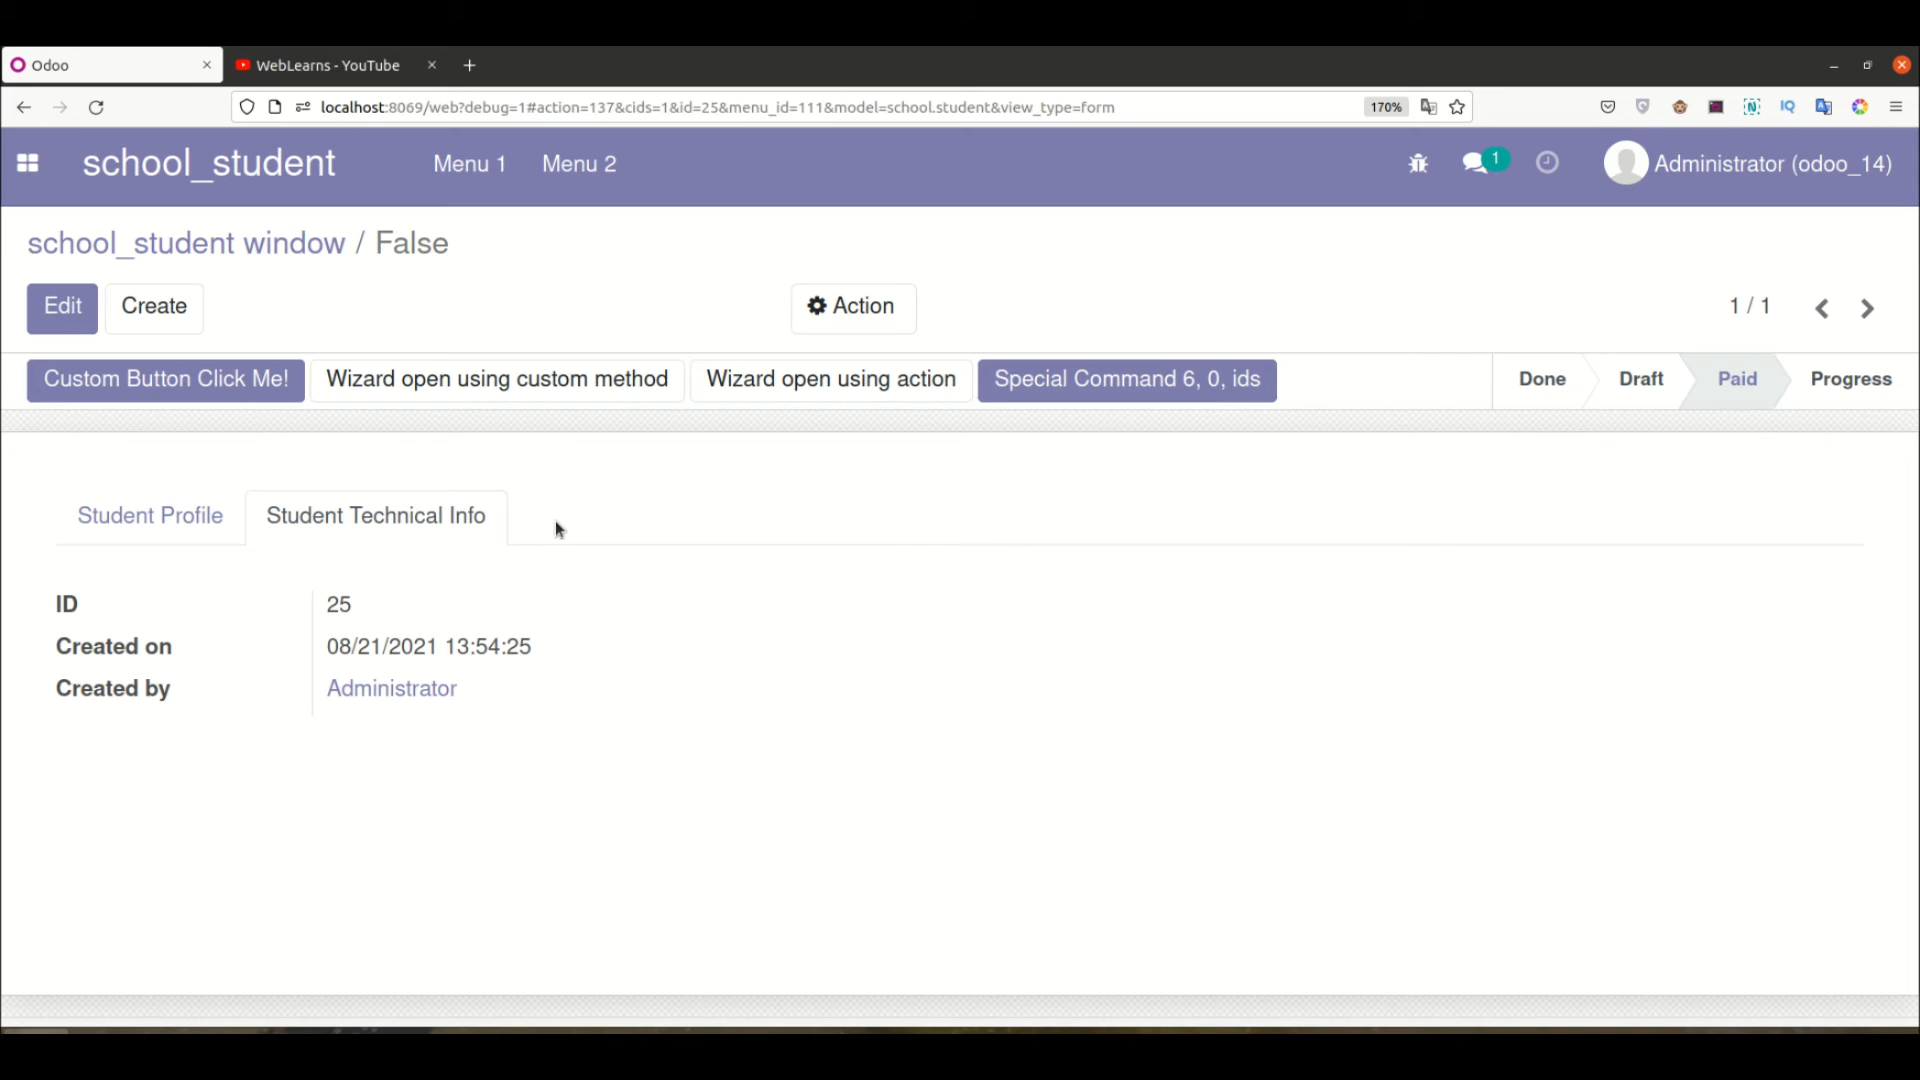 Odoo
WebLearns - YouTube
localhost:8069/web?debug=1#action=137&cids=1&id=25&menu_id=111&model=school.student&view_type=form
170%
IQ
school_student
Menu 1
Menu 2
1
Administrator (odoo_14)
school_student window / False
Edit
Create
Action
1 / 1
Custom Button Click Me!
Wizard open using custom method
Wizard open using action
Special Command 6, 0, ids
Done
Draft
Paid
Progress
Student Profile
Student Technical Info
ID 25
Created on 08/21/2021 13:54:25
Created by Administrator